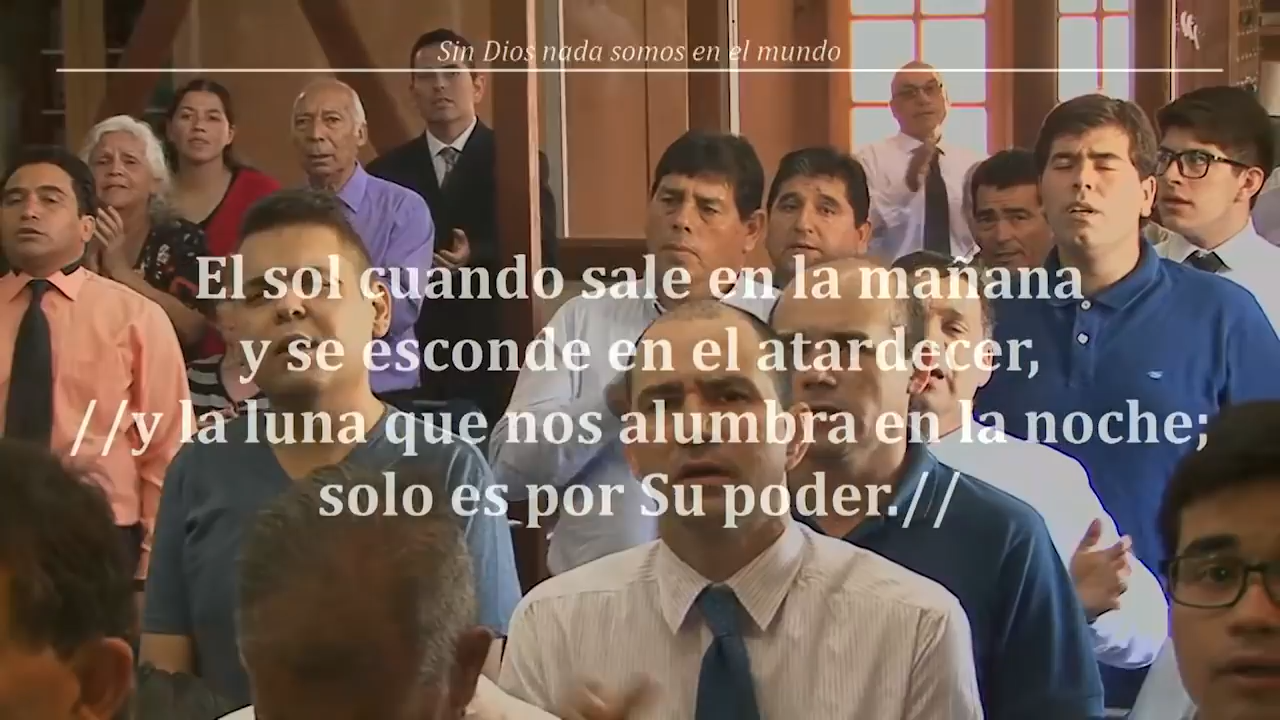 Sin Dios nada somos en el mundo
El sol cuando sale en la mañana
y se esconde en el atardecer,
//y la luna que nos alumbra en la noche;
solo es por Su poder.//